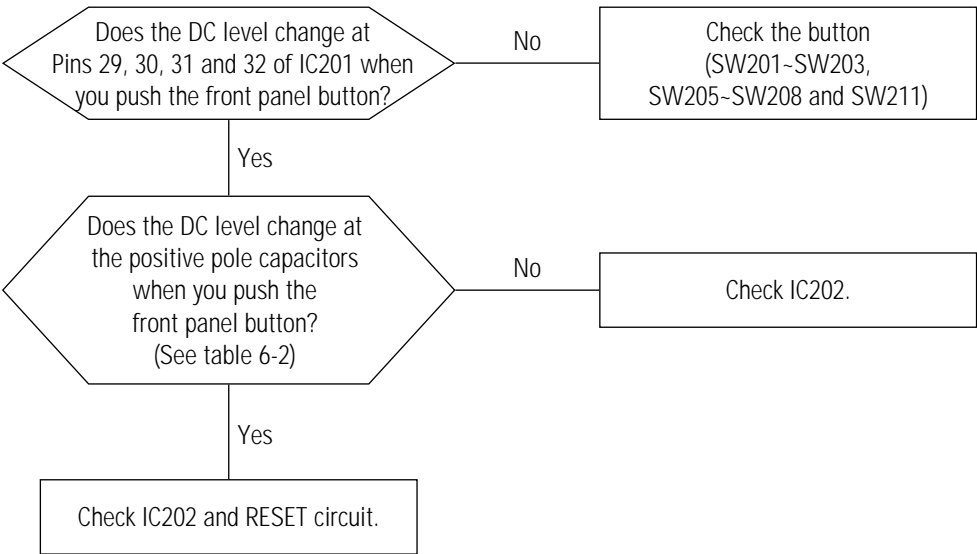 Does the DC level change at
Pins 29, 30, 31 and 32 of IC201 when
you push the front panel button?
No
Check the button
(SW201~SW203,
SW205~SW208 and SW211)
Yes
Does the DC level change at
the positive pole capacitors
when you push the
front panel button?
(See table 6-2)
No
Check IC202.
Yes
Check IC202 and RESET circuit.